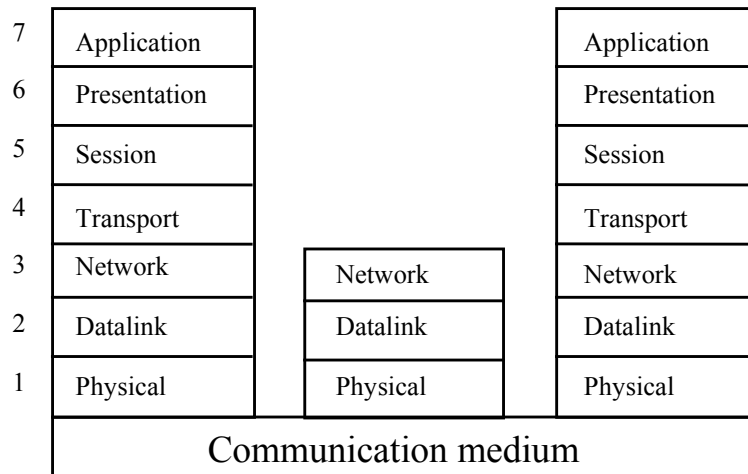 7 Application Application
6 Presentation Presentation
5 Session Session
4 Transport Transport
3 Network Network Network
2 Datalink Datalink Datalink
1 Physical Physical Physical
Communication medium